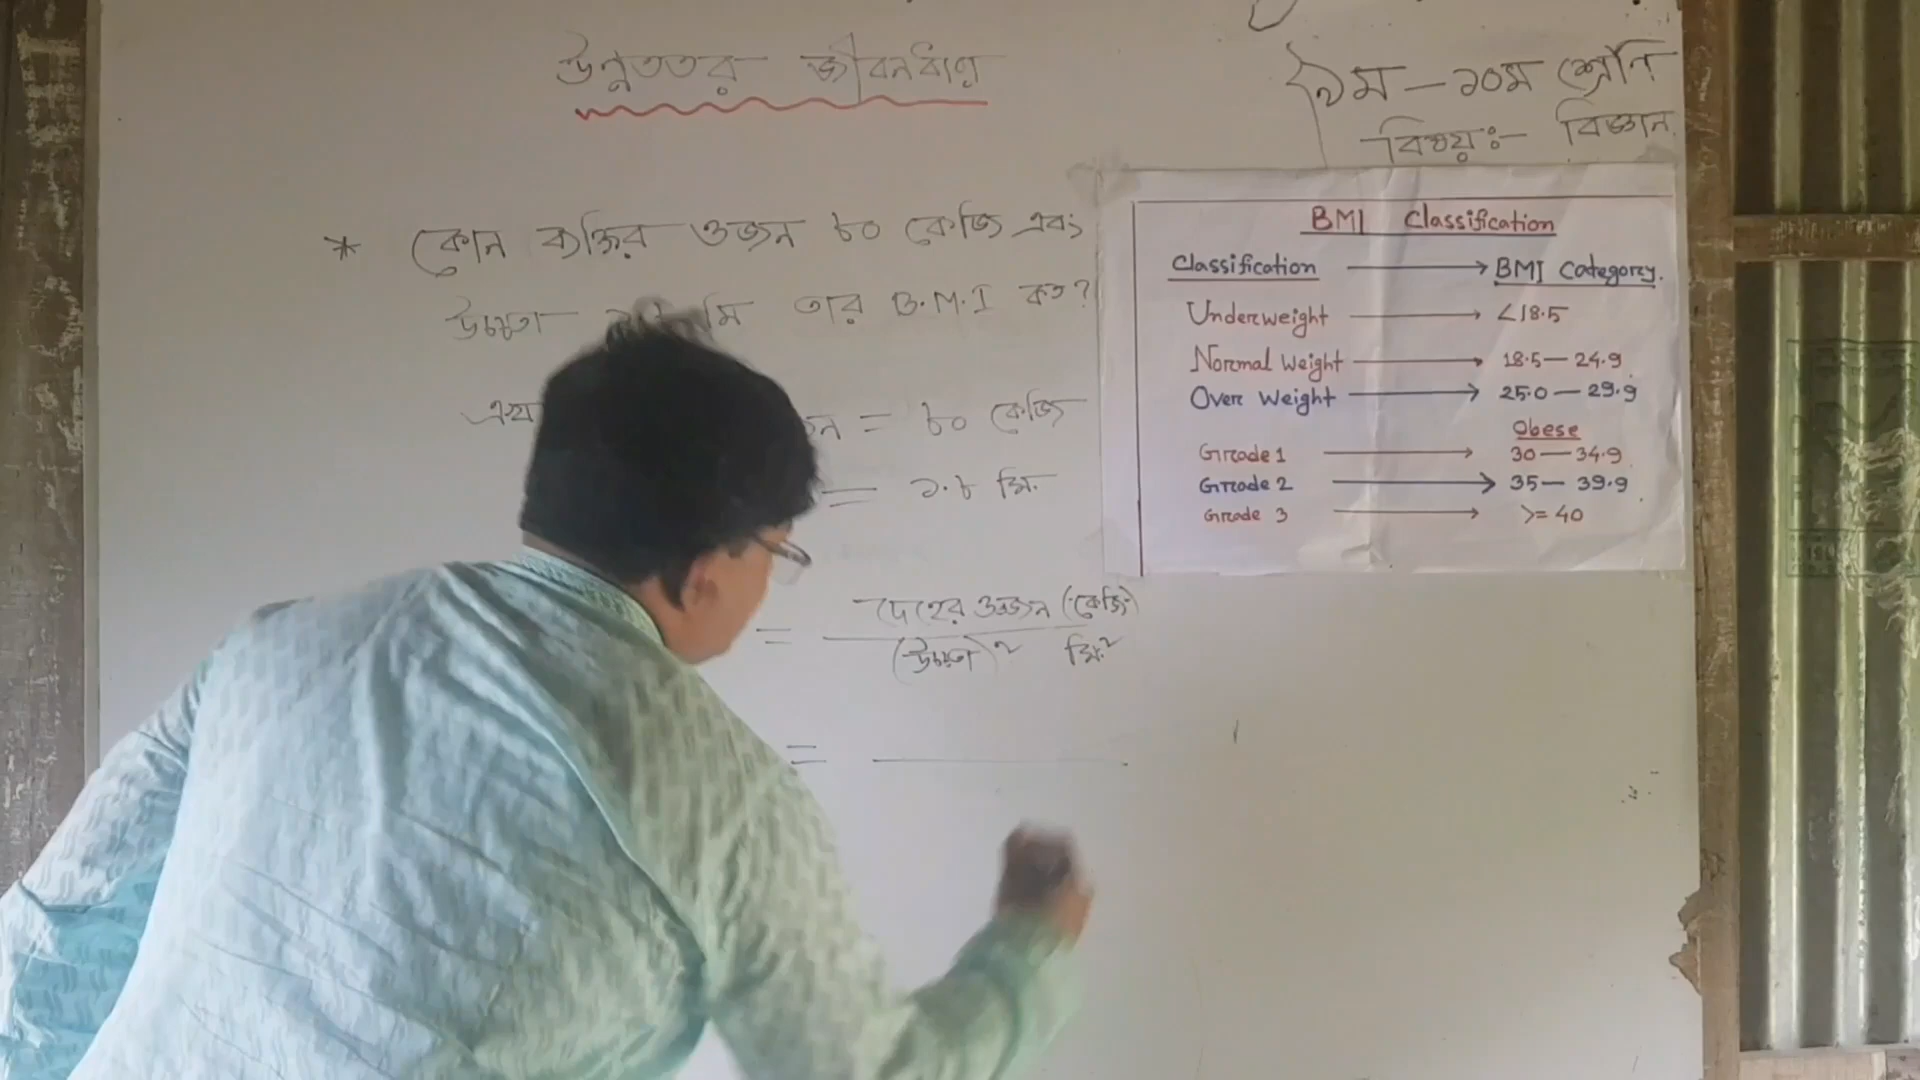 উন্নততর জীবনধারা
৯ম — ১০ম শ্রেণি
বিষয়ঃ- বিজ্ঞান
* কোন ব্যক্তির ওজন ৮০ কেজি এবং
উচ্চতা মি তার B.M.I কত?
= ৮০ কেজি
= ১.৮ মি.
= দেহের ওজন (কেজি)
(উচ্চতা)২ মি.২
=
BMI Classification
Classification → BMI Category.
Underweight → <18.5
Normal Weight → 18.5 — 24.9
Over Weight → 25.0 — 29.9
Obese
Grade 1 → 30 — 34.9
Grade 2 → 35 — 39.9
Grade 3 → >= 40